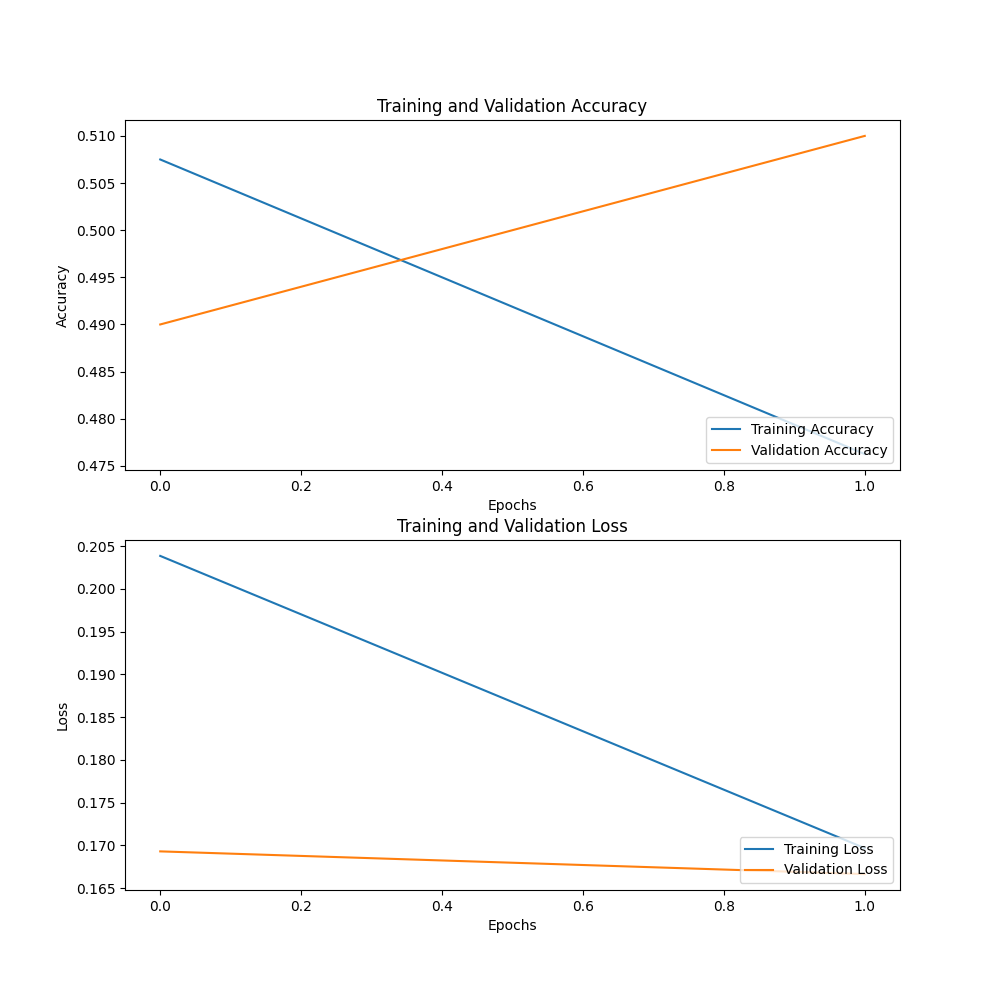 Training and Validation Accuracy
0.510
0.505
0.500
0.495
0.490
0.485
0.480
0.475
Accuracy
Training Accuracy
Validation Accuracy
0.0 0.2 0.4 0.6 0.8 1.0
Epochs
Training and Validation Loss
0.205
0.200
0.195
0.190
0.185
0.180
0.175
0.170
0.165
Loss
Training Loss
Validation Loss
0.0 0.2 0.4 0.6 0.8 1.0
Epochs